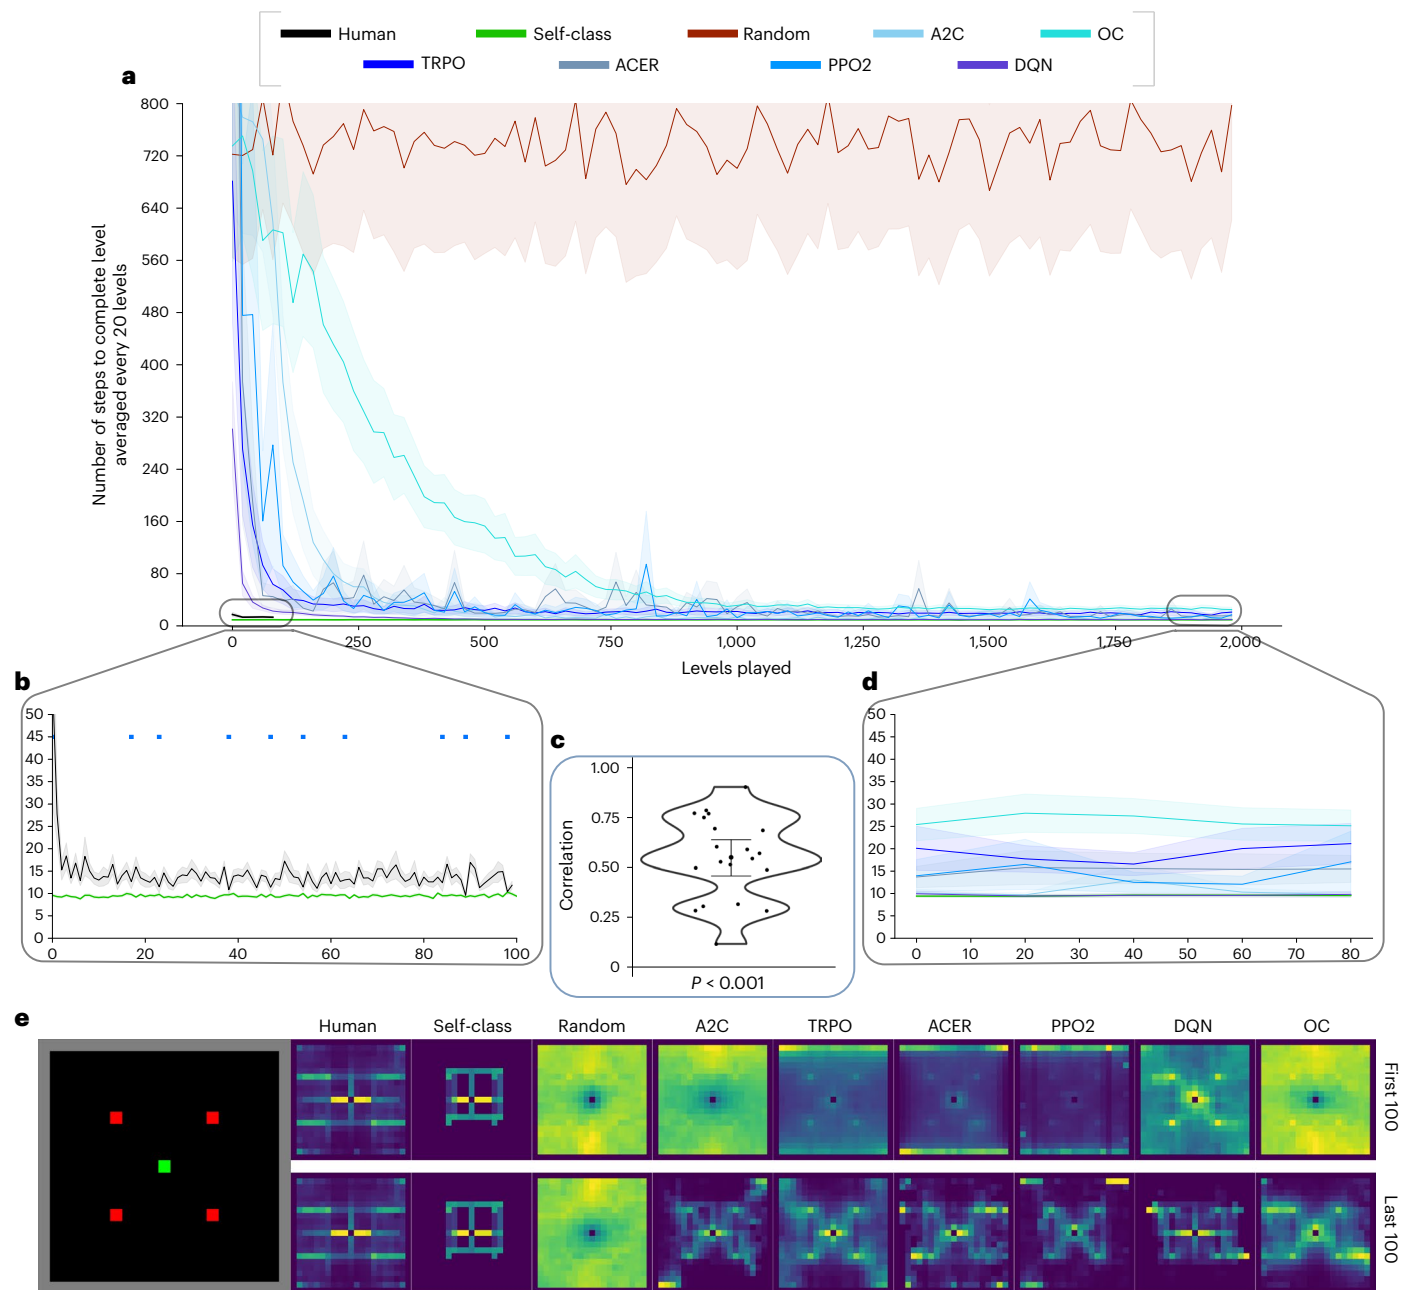 Human Self-class Random A2C OC
TRPO ACER PPO2 DQN
a
Number of steps to complete level
averaged every 20 levels
800
720
640
560
480
400
320
240
160
80
0
0 250 500 750 1,000 1,250 1,500 1,750 2,000
Levels played
b
50
45
40
35
30
25
20
15
10
5
0
0 20 40 60 80 100
c
Correlation
1.00
0.75
0.50
0.25
0
P < 0.001
d
50
45
40
35
30
25
20
15
10
5
0
0 10 20 30 40 50 60 70 80
e
Human Self-class Random A2C TRPO ACER PPO2 DQN OC
First 100
Last 100